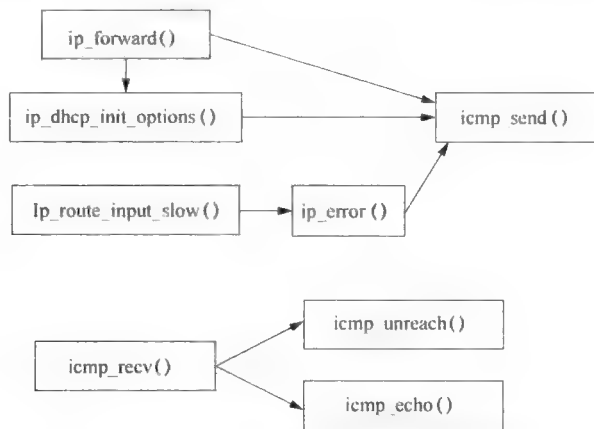 ip_forward()
ip_dhcp_init_options()
icmp_send()
Ip_route_input_slow()
ip_error()
icmp_unreach()
icmp_recv()
icmp_echo()